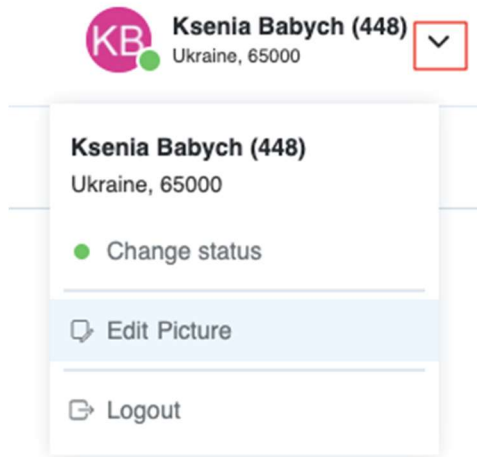 KB
Ksenia Babych (448)
Ukraine, 65000
Ksenia Babych (448)
Ukraine, 65000
Change status
Edit Picture
Logout